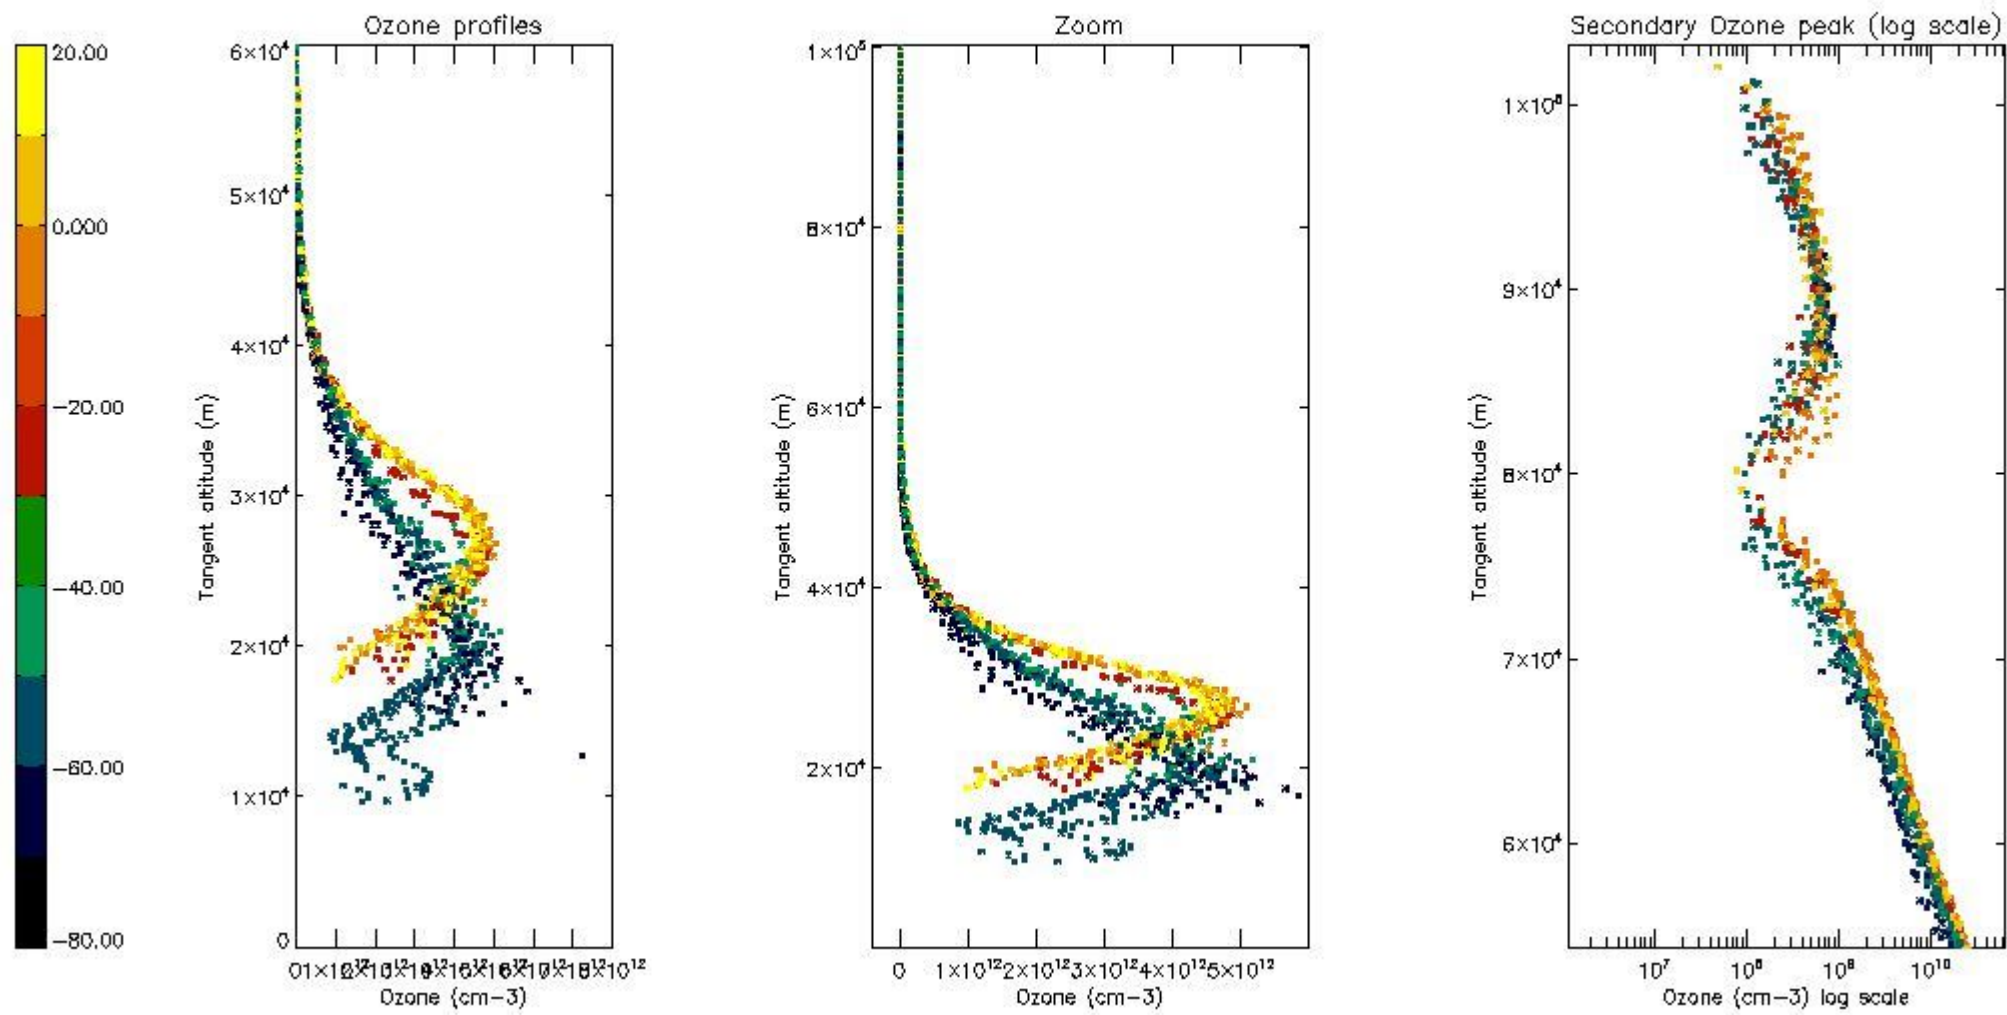 Ozone profiles
Zoom
Secondary Ozone peak (log scale)
20.00
0.000
−20.00
−40.00
−60.00
−80.00
6×10⁴
5×10⁴
4×10⁴
3×10⁴
2×10⁴
1×10⁴
0
Tangent altitude (m)
Ozone (cm−3)
1×10⁵
8×10⁴
6×10⁴
4×10⁴
2×10⁴
Tangent altitude (m)
0 1×10¹² 2×10¹² 3×10¹² 4×10¹² 5×10¹²
Ozone (cm−3)
9×10⁴
8×10⁴
7×10⁴
6×10⁴
Tangent altitude (m)
10⁷ 10⁸ 10⁹ 10¹⁰
Ozone (cm−3) log scale